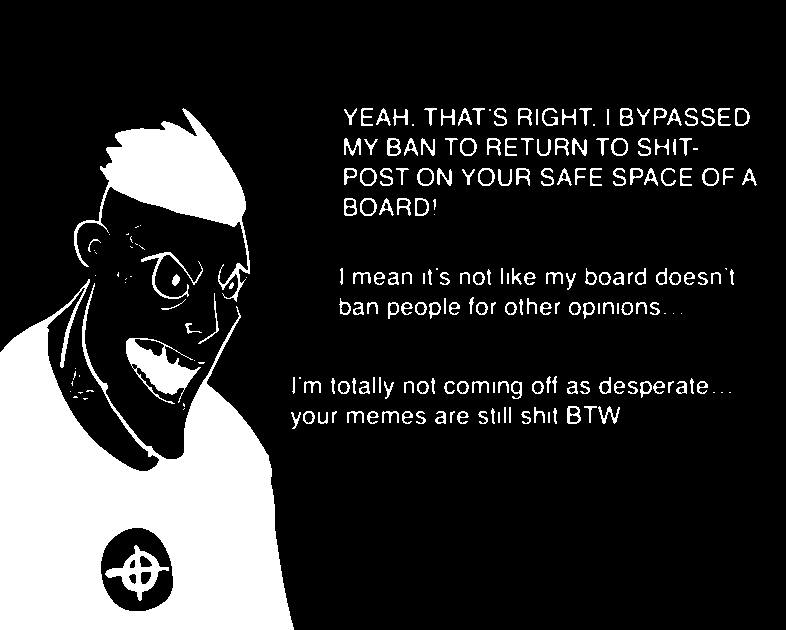 YEAH. THAT'S RIGHT. I BYPASSED
MY BAN TO RETURN TO SHIT-
POST ON YOUR SAFE SPACE OF A
BOARD!
I mean it's not like my board doesn't
ban people for other opinions...
I'm totally not coming off as desperate...
your memes are still shit BTW